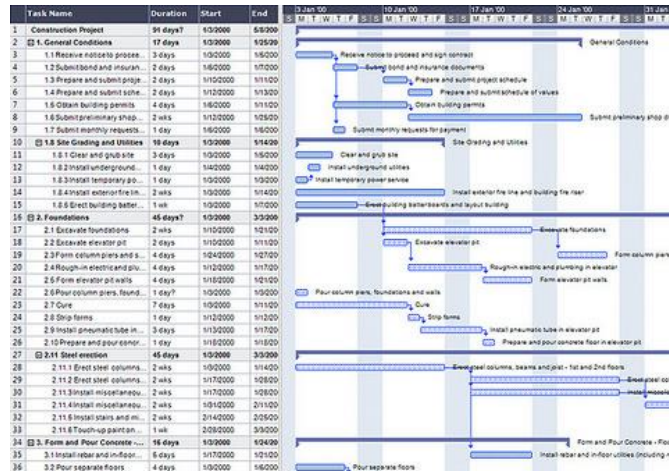 Task Name Duration Start End
3 Jan '00 10 Jan '00 17 Jan '00 24 Jan '00 31 Jan
S S M T W T F S S M T W T F S S M T W T F S S M T W T F S S M T
1 Construction Project 91 days? 1/3/2000 5/8/200
2 1. General Conditions 17 days 1/3/2000 1/25/20 General Conditions
3 1.1 Receive notice to procee... 3 days 1/3/2000 1/5/200 Receive notice to proceed and sign contract
4 1.2 Submit bond and insuran... 2 days 1/6/2000 1/7/200 Submit bond and insurance documents
5 1.3 Prepare and submit proje... 2 days 1/10/2000 1/11/20 Prepare and submit project schedule
6 1.4 Prepare and submit sche... 2 days 1/12/2000 1/13/20 Prepare and submit schedule of values
7 1.5 Obtain building permits 4 days 1/6/2000 1/11/20 Obtain building permits
8 1.6 Submit preliminary shop... 2 wks 1/12/2000 1/25/20 Submit preliminary shop d
9 1.7 Submit monthly requests... 1 day 1/6/2000 1/6/200 Submit monthly requests for payment
10 1.8 Site Grading and Utilities 10 days 1/3/2000 1/14/20 Site Grading and Utilities
11 1.8.1 Clear and grub site 3 days 1/3/2000 1/5/200 Clear and grub site
12 1.8.2 Install underground... 1 day 1/4/2000 1/4/200 Install underground utilities
13 1.8.3 Install temporary po... 1 day 1/3/2000 1/3/200 Install temporary power service
14 1.8.4 Install exterior fire lin... 2 wks 1/3/2000 1/14/20 Install exterior fire line and building fire riser
15 1.8.5 Erect building batter... 1 wk 1/3/2000 1/7/200 Erect building batter boards and layout building
16 2. Foundations 45 days? 1/3/2000 3/3/200
17 2.1 Excavate foundations 2 wks 1/10/2000 1/21/20 Excavate foundations
18 2.2 Excavate elevator pit 2 days 1/10/2000 1/11/20 Excavate elevator pit
19 2.3 Form column piers and s... 4 days 1/24/2000 1/27/20 Form column piers
20 2.4 Rough-in electric and plu... 4 days 1/12/2000 1/17/20 Rough-in electric and plumbing in elevator
21 2.5 Form elevator pit walls 4 days 1/18/2000 1/21/20 Form elevator pit walls
22 2.6 Pour column piers, found... 1 day? 1/3/2000 1/3/200 Pour column piers, foundations and walls
23 2.7 Cure 7 days 1/3/2000 1/11/20 Cure
24 2.8 Strip forms 1 day 1/12/2000 1/12/20 Strip forms
25 2.9 Install pneumatic tube in... 3 days 1/13/2000 1/17/20 Install pneumatic tube in elevator pit
26 2.10 Prepare and pour concr... 1 day 1/18/2000 1/18/20 Prepare and pour concrete floor in elevator pit
27 2.11 Steel erection 45 days 1/3/2000 3/3/200
28 2.11.1 Erect steel columns... 2 wks 1/3/2000 1/14/20 Erect steel columns, beams and joist - 1st and 2nd floors
29 2.11.2 Erect steel columns... 2 wks 1/17/2000 1/28/20 Erect steel co
30 2.11.3 Install miscellaneou... 2 wks 1/17/2000 1/28/20 Install miscellan
31 2.11.4 Install miscellaneou... 2 wks 1/31/2000 2/11/20
32 2.11.5 Install stairs and mi... 2 wks 2/14/2000 2/25/20
33 2.11.6 Touch-up paint an... 1 wk 2/28/2000 3/3/200
34 3. Form and Pour Concrete -... 16 days 1/3/2000 1/24/20 Form and Pour Concrete - Flo
35 3.1 Install rebar and in-floor... 5 days 1/17/2000 1/21/20 Install rebar and in-floor utilities (including
36 3.2 Pour separate floors 4 days 1/3/2000 1/6/200 Pour separate floors